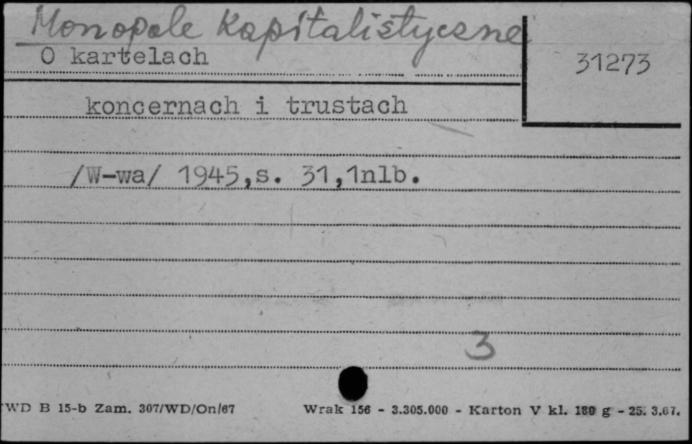 Monopole kapitalistyczne
O kartelach
31273
koncernach i trustach
/W-wa/ 1945,s. 31,1nlb.
3
WD B 15-b Zam. 307/WD/On/67 Wrak 156 - 3.305.000 - Karton V kl. 180 g - 25. 3.67.